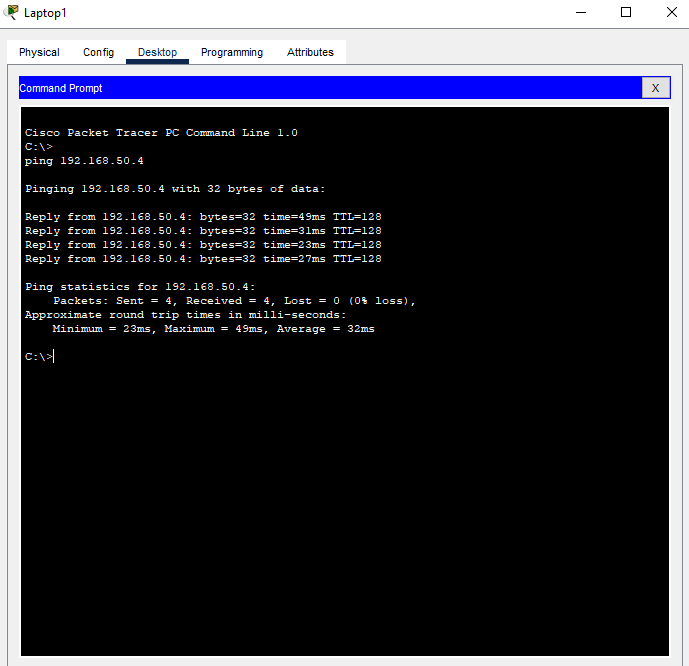 Laptop1
Physical Config Desktop Programming Attributes
Command Prompt X
Cisco Packet Tracer PC Command Line 1.0
C:\>
ping 192.168.50.4
Pinging 192.168.50.4 with 32 bytes of data:
Reply from 192.168.50.4: bytes=32 time=49ms TTL=128
Reply from 192.168.50.4: bytes=32 time=31ms TTL=128
Reply from 192.168.50.4: bytes=32 time=23ms TTL=128
Reply from 192.168.50.4: bytes=32 time=27ms TTL=128
Ping statistics for 192.168.50.4:
Packets: Sent = 4, Received = 4, Lost = 0 (0% loss),
Approximate round trip times in milli-seconds:
Minimum = 23ms, Maximum = 49ms, Average = 32ms
C:\>